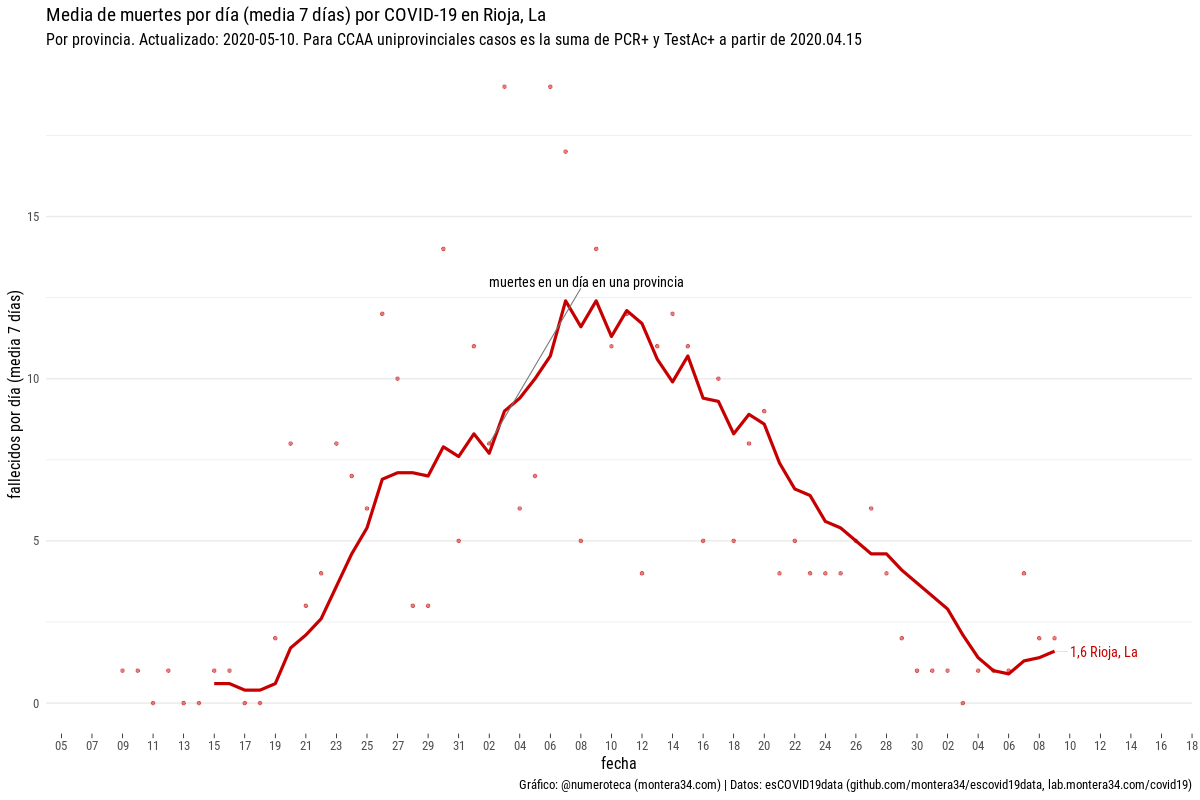 Media de muertes por día (media 7 días) por COVID-19 en Rioja, La
Por provincia. Actualizado: 2020-05-10. Para CCAA uniprovinciales casos es la suma de PCR+ y TestAc+ a partir de 2020.04.15
fallecidos por día (media 7 días)
15
10
5
0
muertes en un día en una provincia
1,6 Rioja, La
05 07 09 11 13 15 17 19 21 23 25 27 29 31 02 04 06 08 10 12 14 16 18 20 22 24 26 28 30 02 04 06 08 10 12 14 16 18
fecha
Gráfico: @numeroteca (montera34.com) | Datos: esCOVID19data (github.com/montera34/escovid19data, lab.montera34.com/covid19)